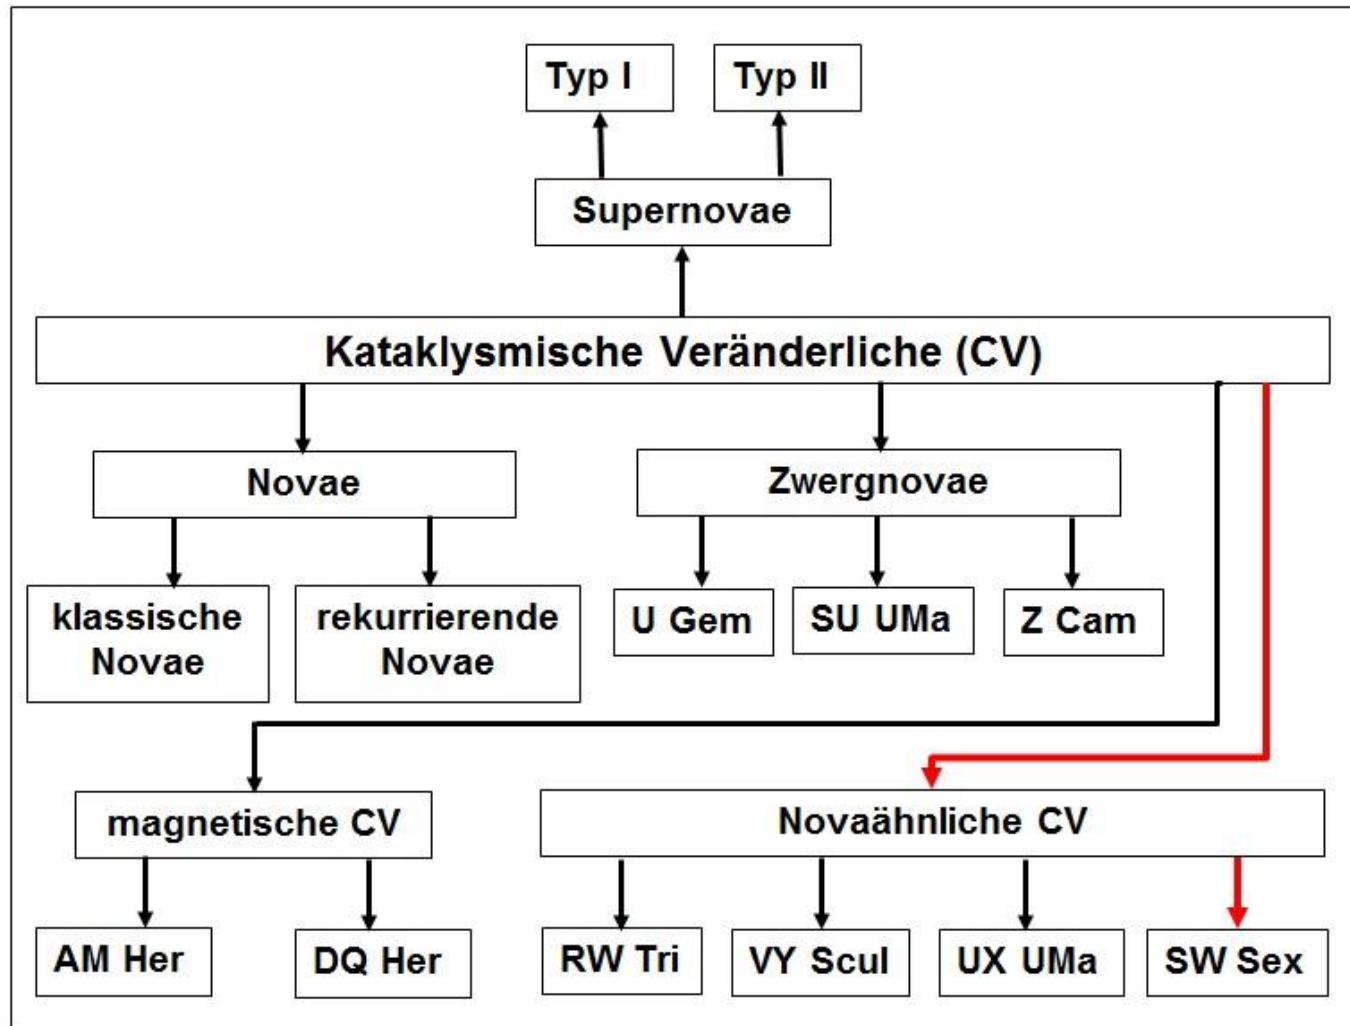 Typ I
Typ II
Supernovae
Kataklysmische Veränderliche (CV)
Novae
Zwergnovae
klassische
Novae
rekurrierende
Novae
U Gem
SU UMa
Z Cam
magnetische CV
Novaähnliche CV
AM Her
DQ Her
RW Tri
VY Scul
UX UMa
SW Sex